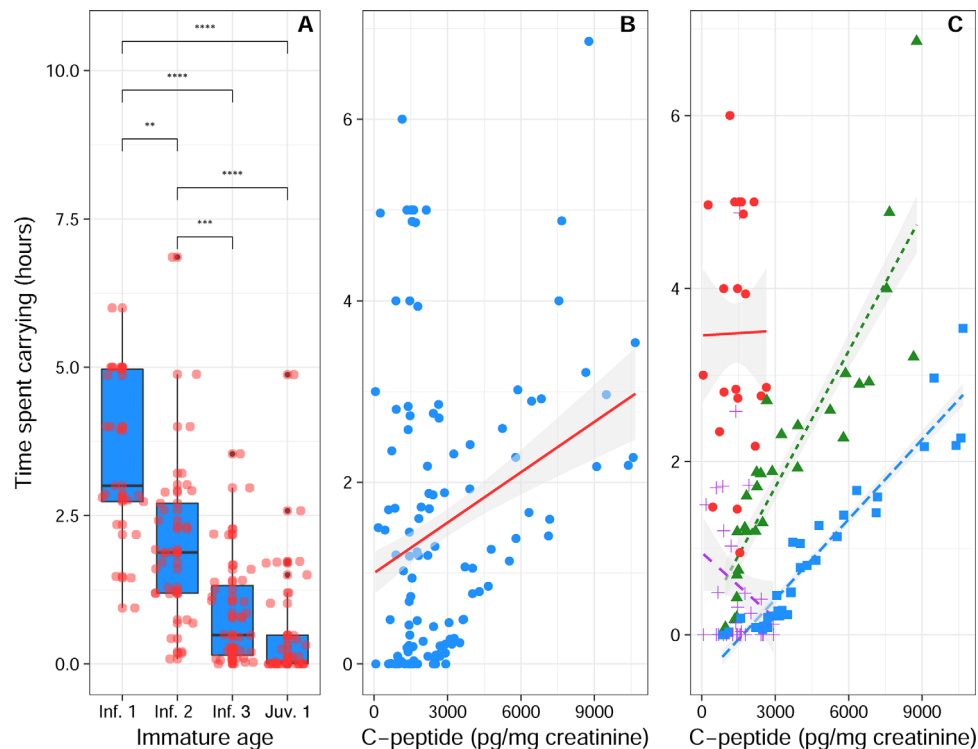 A
B
C
****
****
**
****
***
Time spent carrying (hours)
10.0
7.5
5.0
2.5
0.0
6
4
2
0
6
4
2
0
Inf. 1 Inf. 2 Inf. 3 Juv. 1
0 3000 6000 9000
0 3000 6000 9000
Immature age
C−peptide (pg/mg creatinine)
C−peptide (pg/mg creatinine)